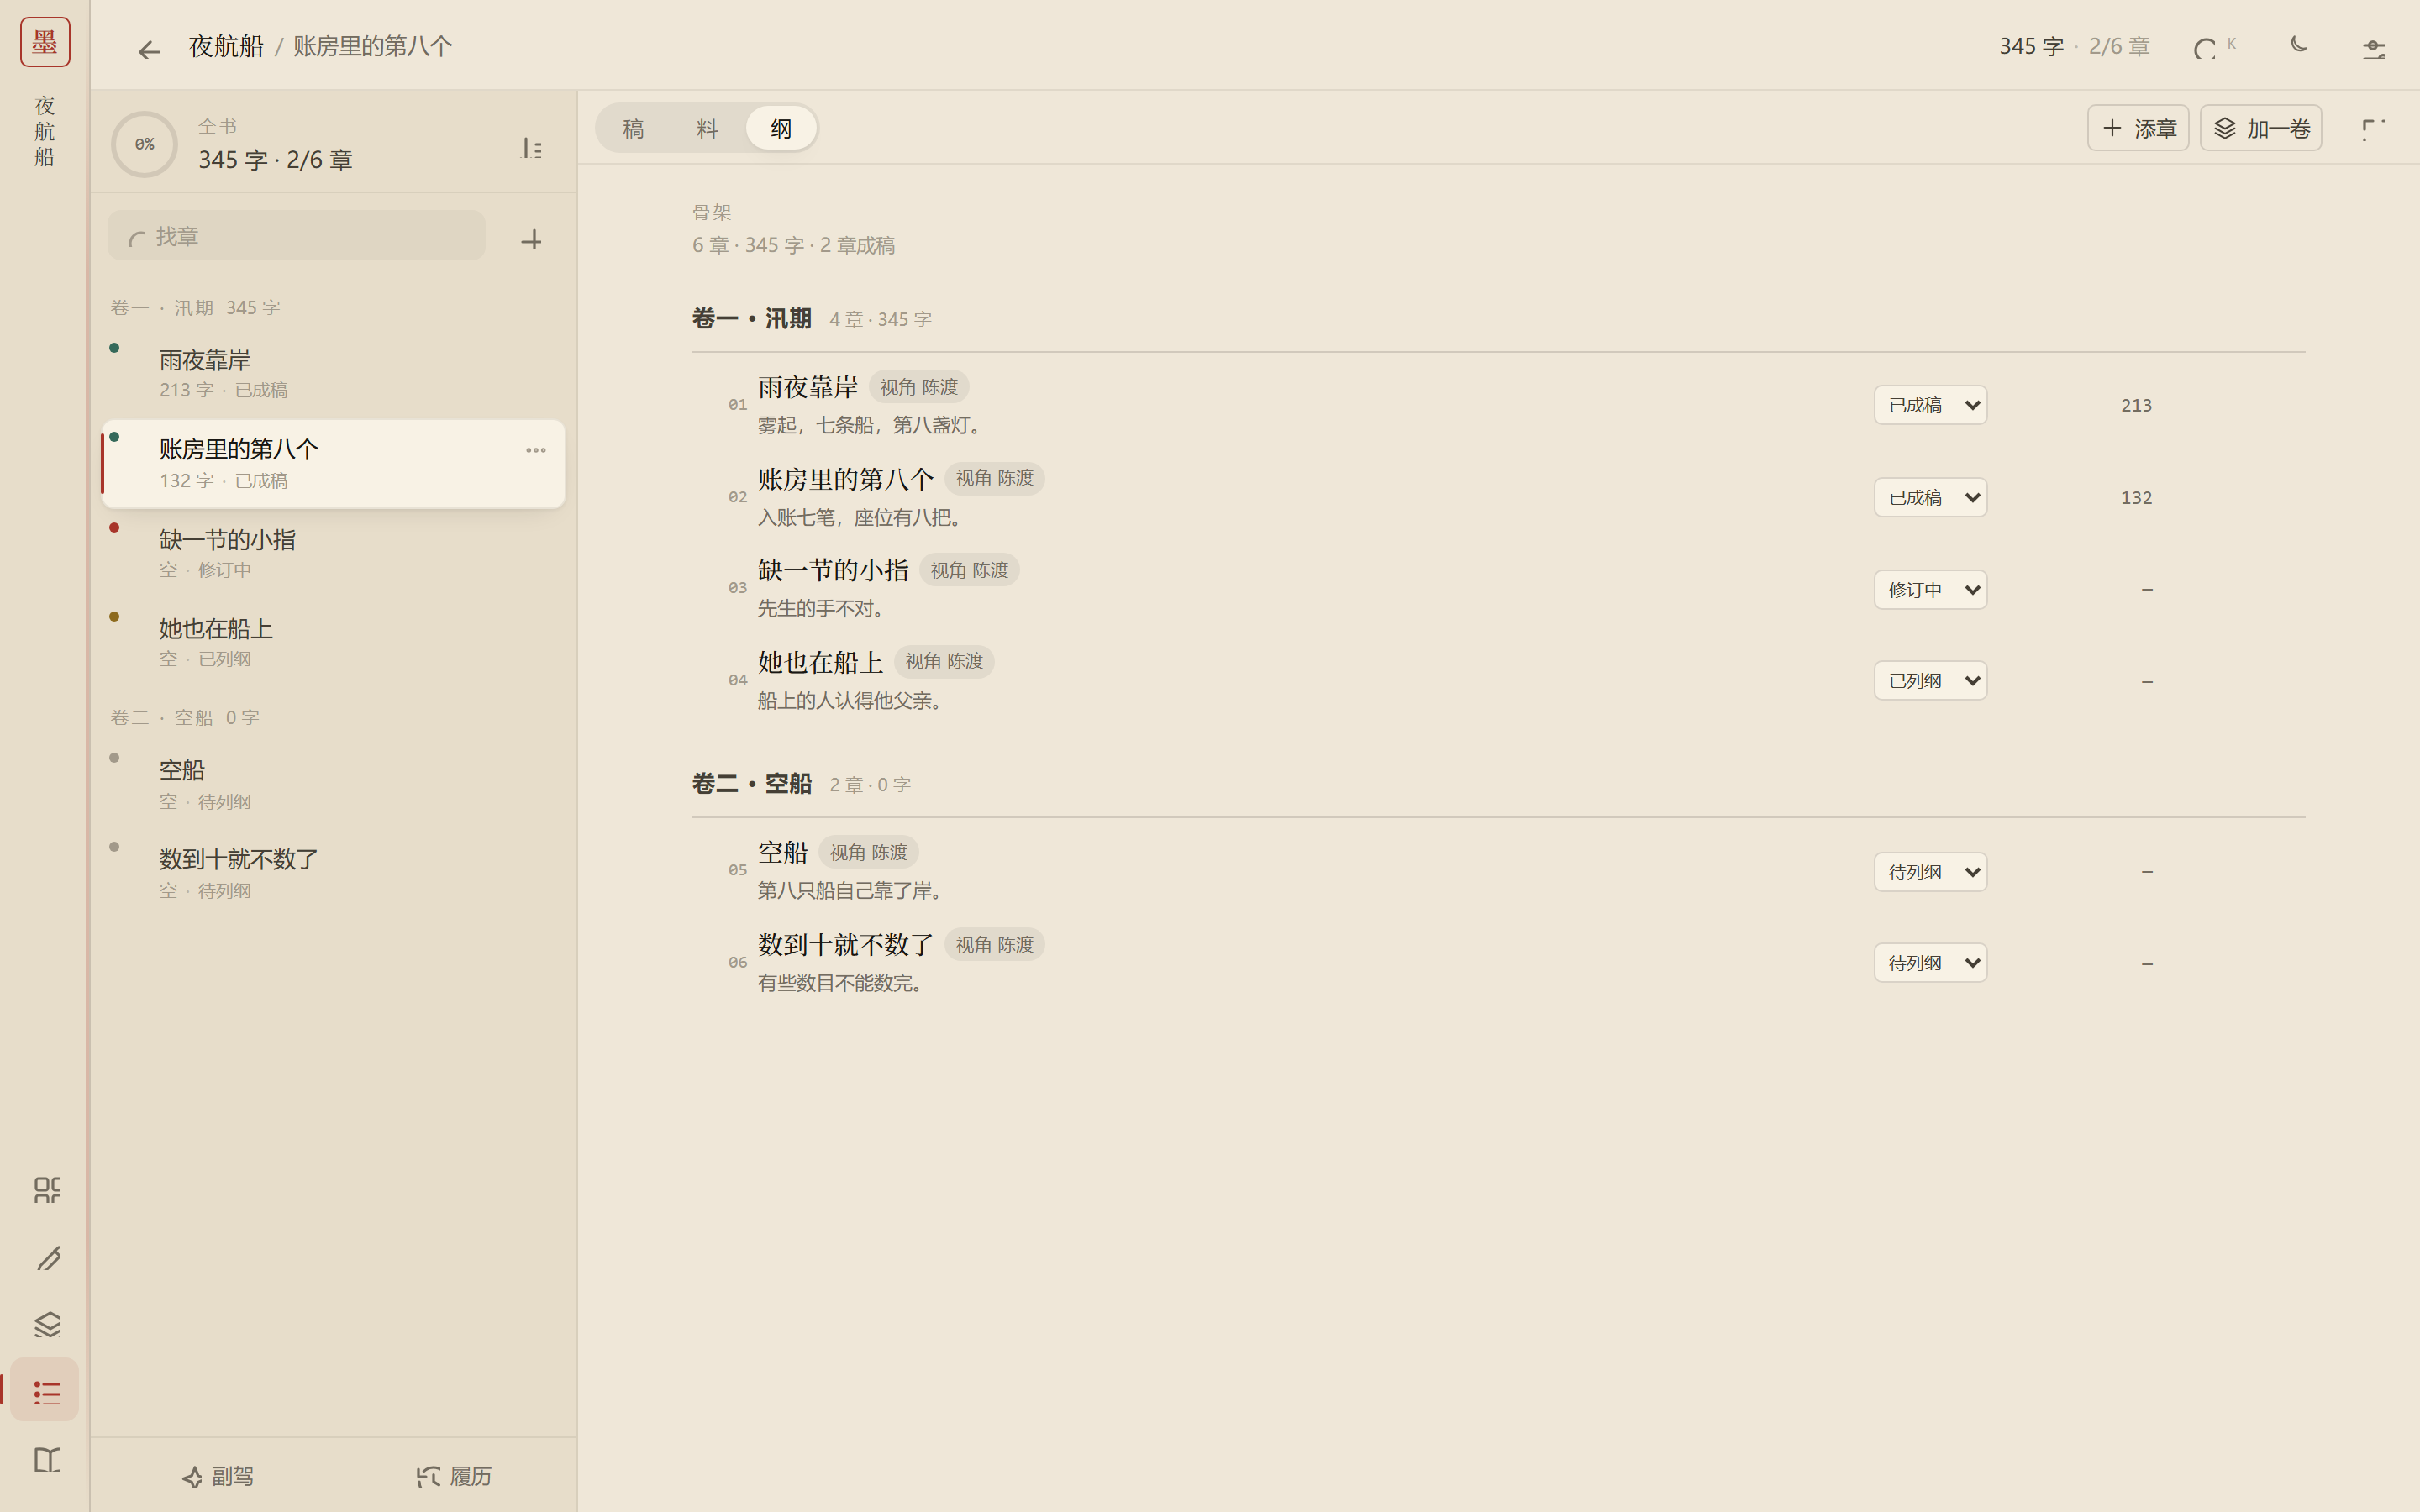 墨
夜航船
夜航船 / 账房里的第八个
345 字 · 2/6 章
K
0%
全书
345 字 · 2/6 章
找章
卷一 · 汛期 345 字
雨夜靠岸
213 字 · 已成稿
账房里的第八个
132 字 · 已成稿
缺一节的小指
空 · 修订中
她也在船上
空 · 已列纲
卷二 · 空船 0 字
空船
空 · 待列纲
数到十就不数了
空 · 待列纲
副驾
履历
稿 料 纲
添章
加一卷
骨架
6 章 · 345 字 · 2 章成稿
卷一 · 汛期 4 章 · 345 字
01 雨夜靠岸 视角 陈渡 已成稿 213
雾起，七条船，第八盏灯。
02 账房里的第八个 视角 陈渡 已成稿 132
入账七笔，座位有八把。
03 缺一节的小指 视角 陈渡 修订中 —
先生的手不对。
04 她也在船上 视角 陈渡 已列纲 —
船上的人认得他父亲。
卷二 · 空船 2 章 · 0 字
05 空船 视角 陈渡 待列纲 —
第八只船自己靠了岸。
06 数到十就不数了 视角 陈渡 待列纲 —
有些数目不能数完。